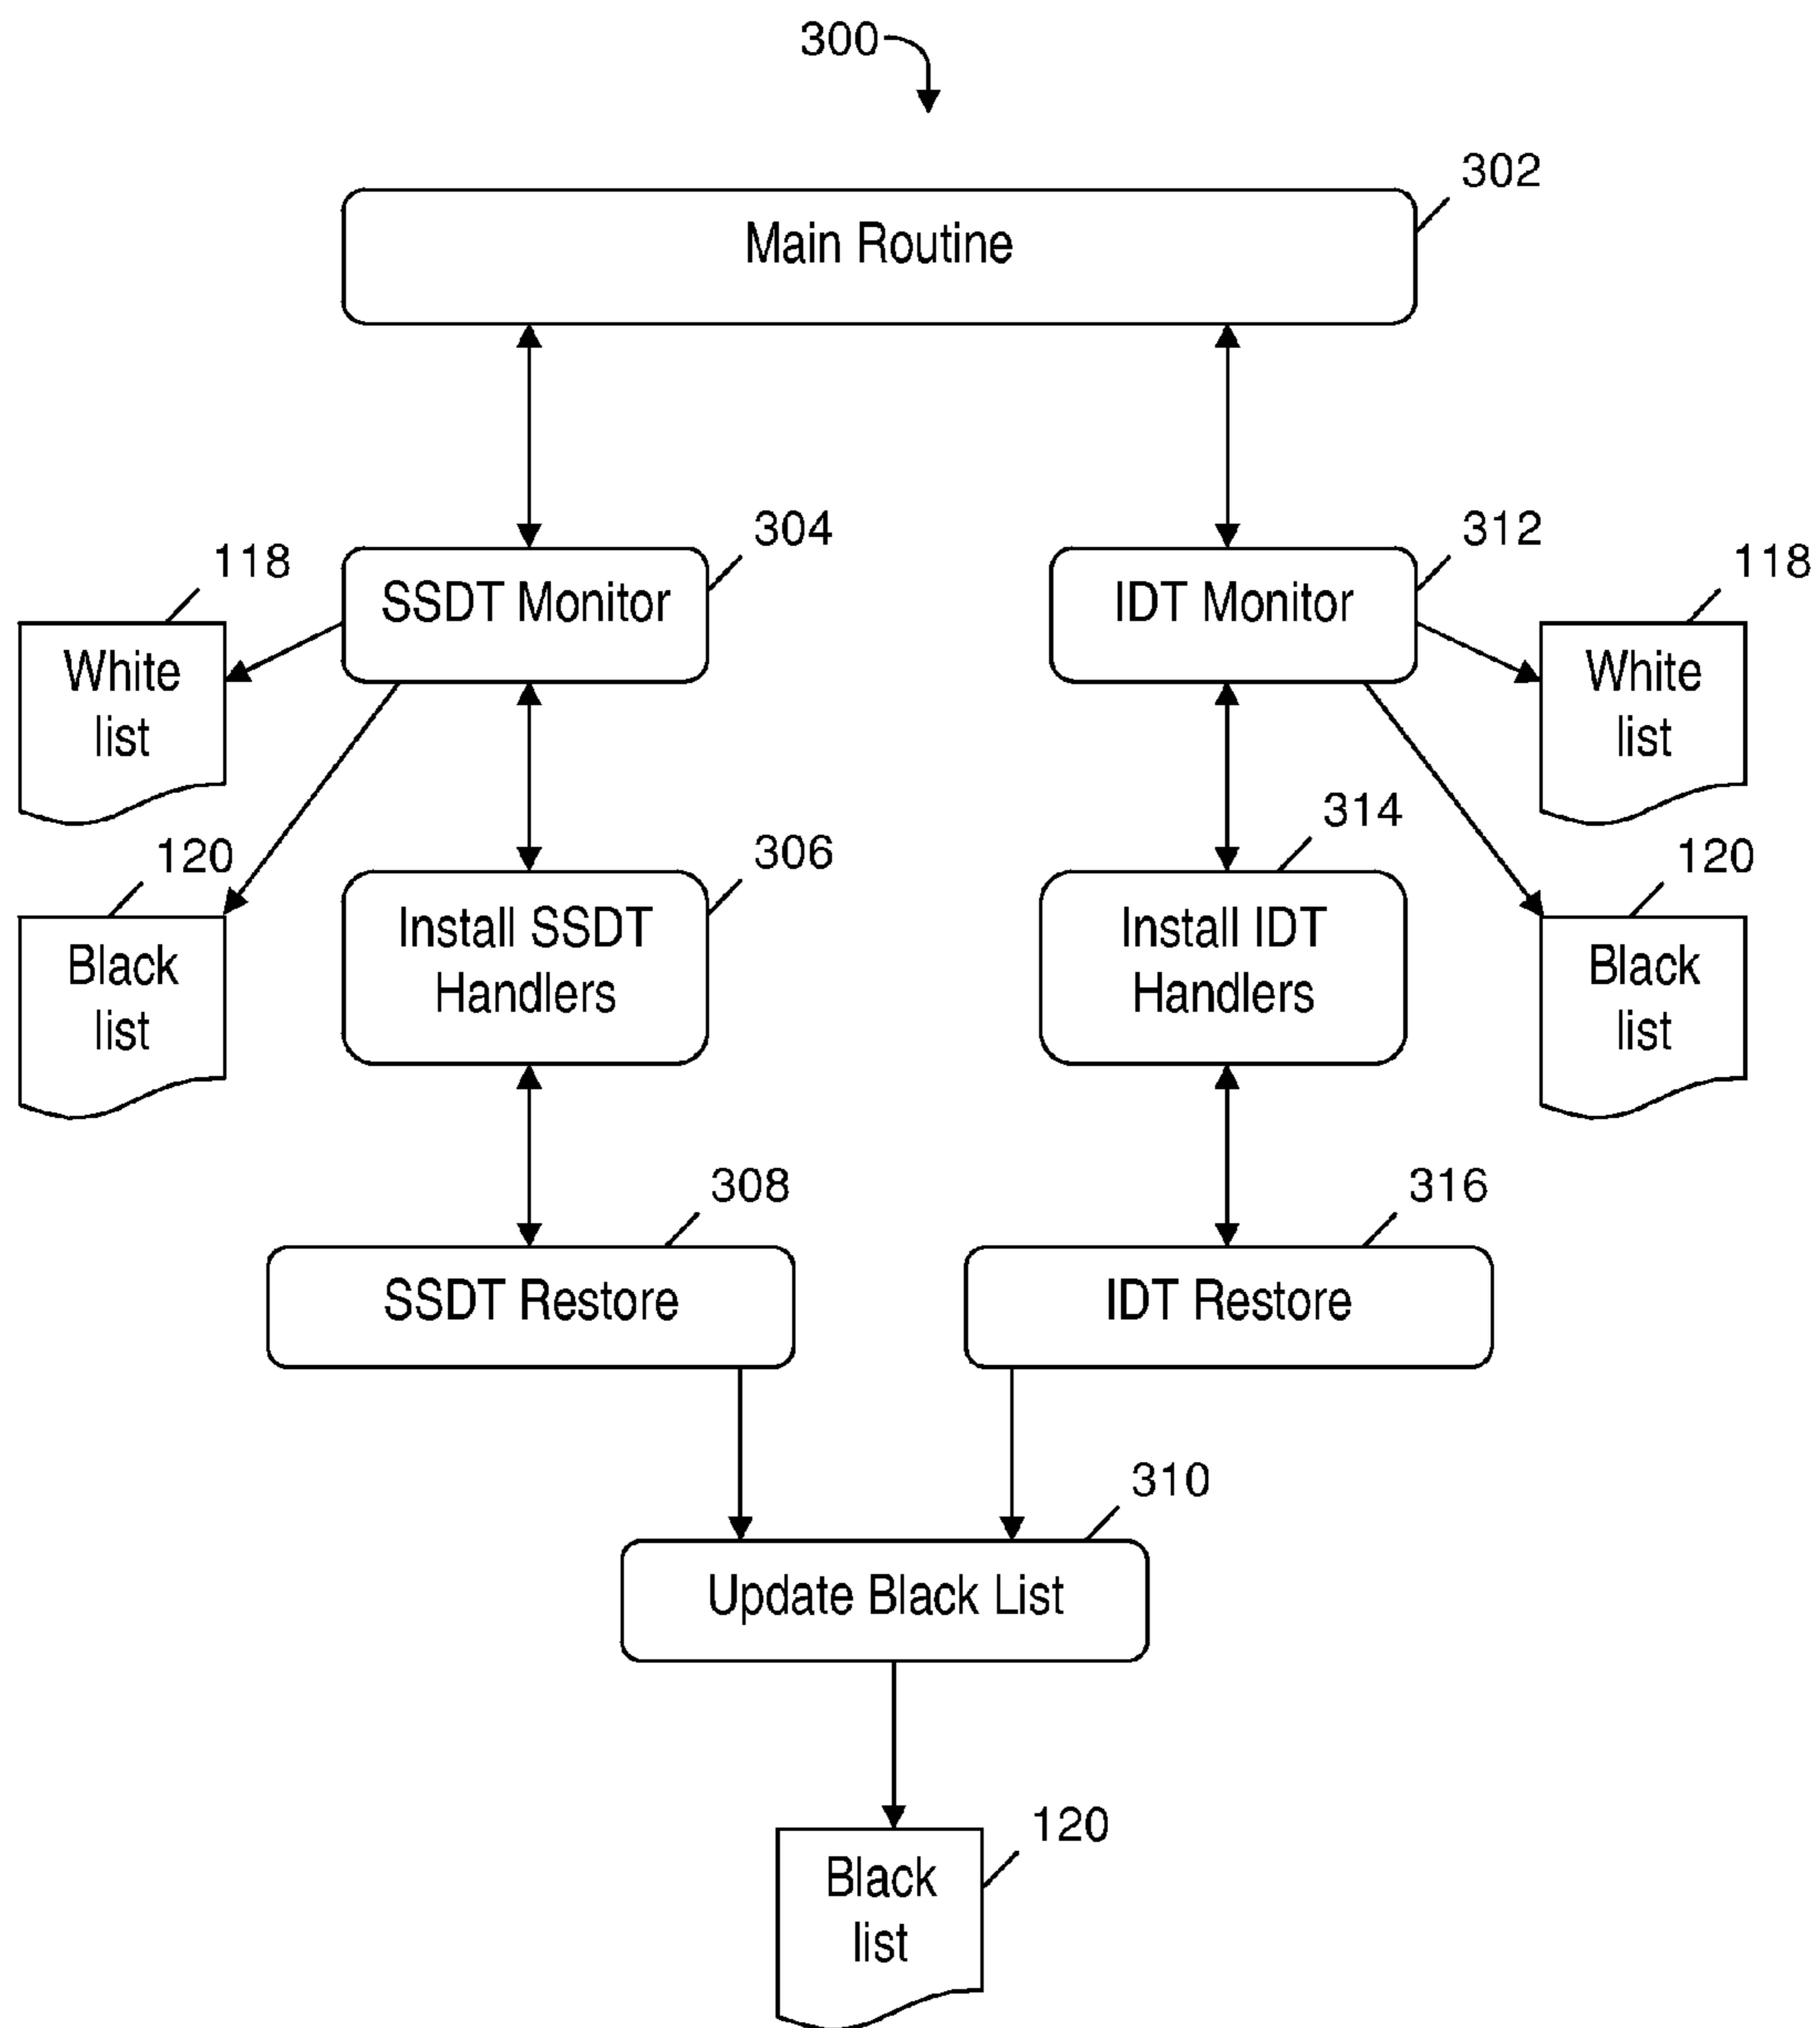 300
302
Main Routine
304
312
118
118
SSDT Monitor
IDT Monitor
White
list
White
list
314
120
306
120
Install SSDT
Handlers
Install IDT
Handlers
Black
list
Black
list
308
316
SSDT Restore
IDT Restore
310
Update Black List
120
Black
list